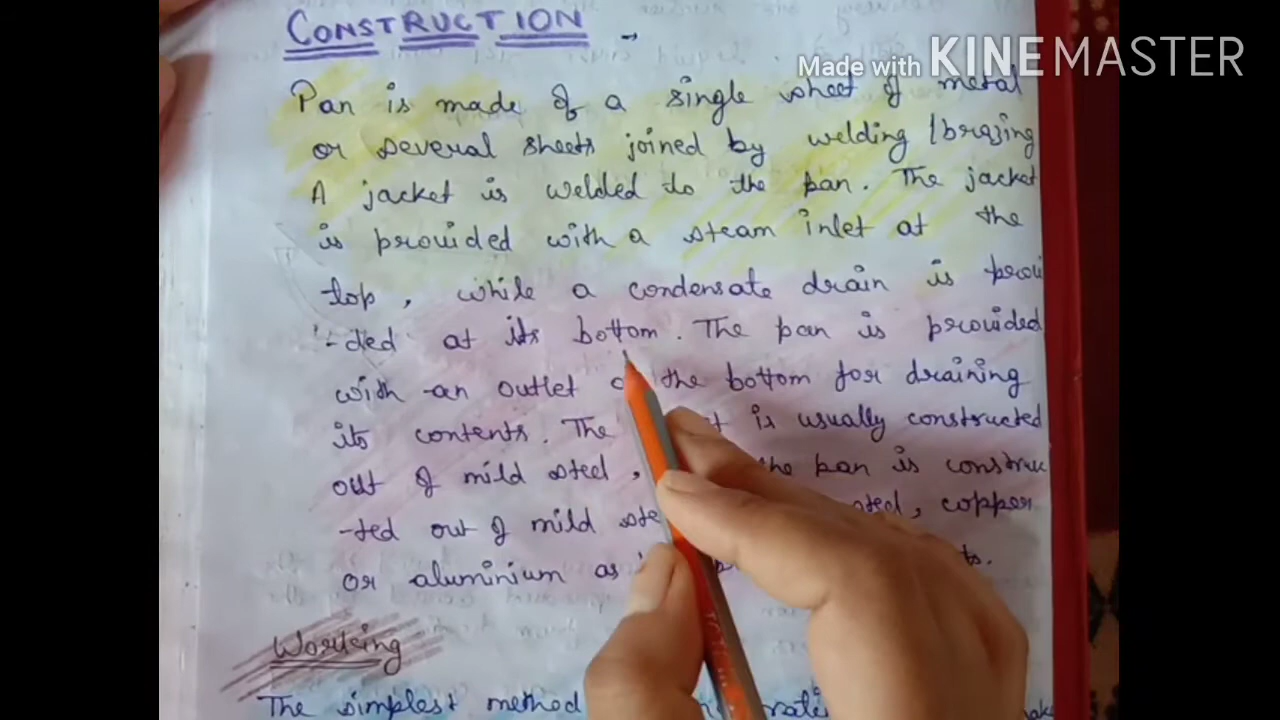 CONSTRUCTION -
Made with KINEMASTER
Pan is made of a single sheet of metal
or several sheets joined by welding / brazing
A jacket is welded to the pan. The jacket
is provided with a steam inlet at the
top, while a condensate drain is provi
-ded at its bottom. The pan is provided
with an outlet the bottom for draining
its contents. The is usually constructed
out of mild steel, the pan is construc
-ted out of mild copper
or aluminium as
Working
The simplest method